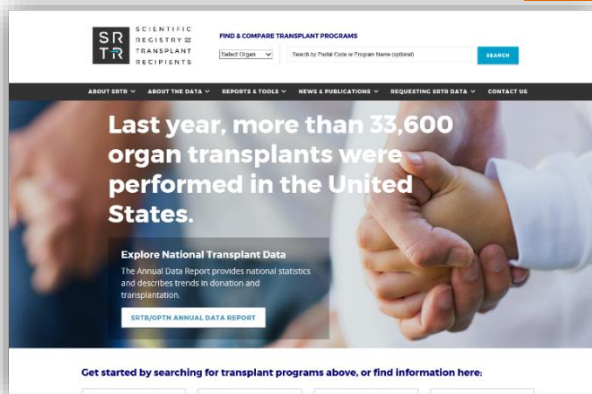 SRTR
SCIENTIFIC
REGISTRY OF
TRANSPLANT
RECIPIENTS
FIND & COMPARE TRANSPLANT PROGRAMS
Select Organ
Search by Postal Code or Program Name (optional)
SEARCH
ABOUT SRTR ABOUT THE DATA REPORTS & TOOLS NEWS & PUBLICATIONS REQUESTING SRTR DATA CONTACT US
Last year, more than 33,600
organ transplants were
performed in the United
States.
Explore National Transplant Data
The Annual Data Report provides national statistics
and describes trends in donation and
transplantation.
SRTR/OPTN ANNUAL DATA REPORT
Get started by searching for transplant programs above, or find information here: